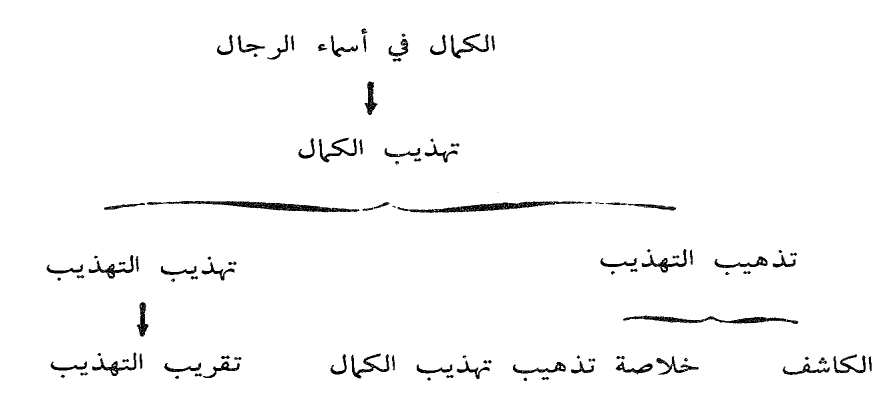 الكمال في أسماء الرجال
تهذيب الكمال
تذهيب التهذيب
تهذيب التهذيب
الكاشف
خلاصة تذهيب تهذيب الكمال
تقريب التهذيب